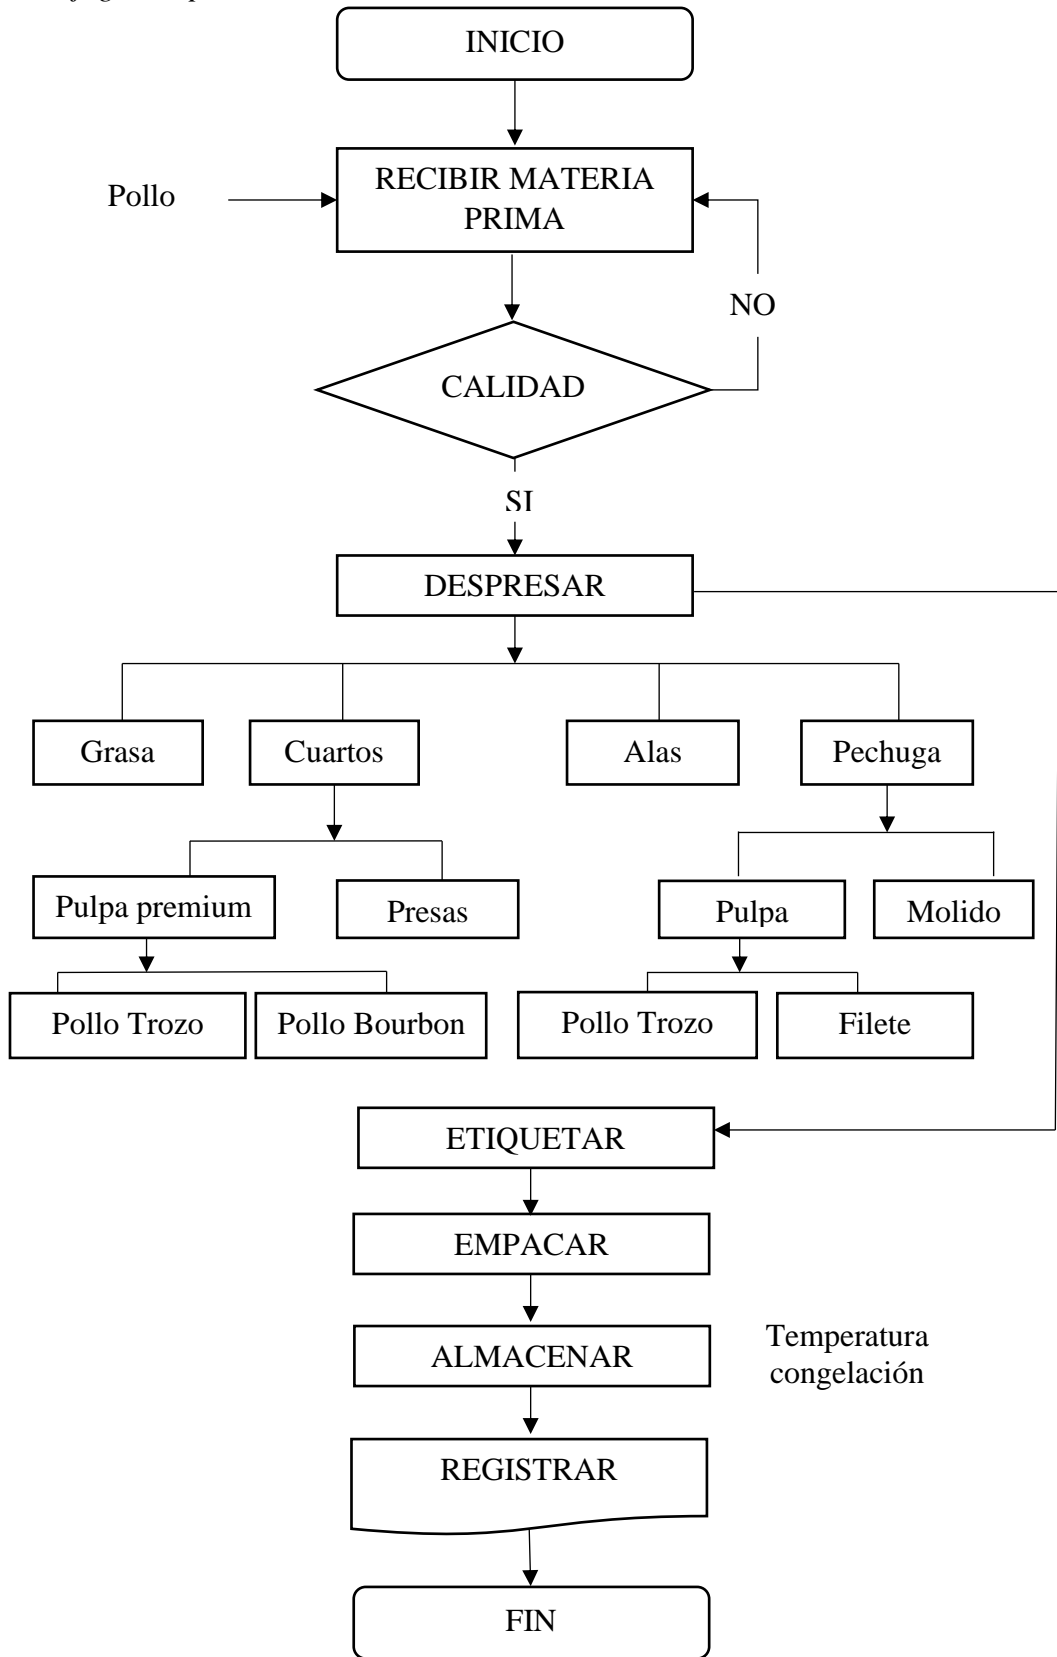 INICIO
RECIBIR MATERIA
PRIMA
Pollo
NO
CALIDAD
SI
DESPRESAR
Grasa
Cuartos
Alas
Pechuga
Pulpa premium
Presas
Pulpa
Molido
Pollo Trozo
Pollo Bourbon
Pollo Trozo
Filete
ETIQUETAR
EMPACAR
ALMACENAR
Temperatura
congelación
REGISTRAR
FIN